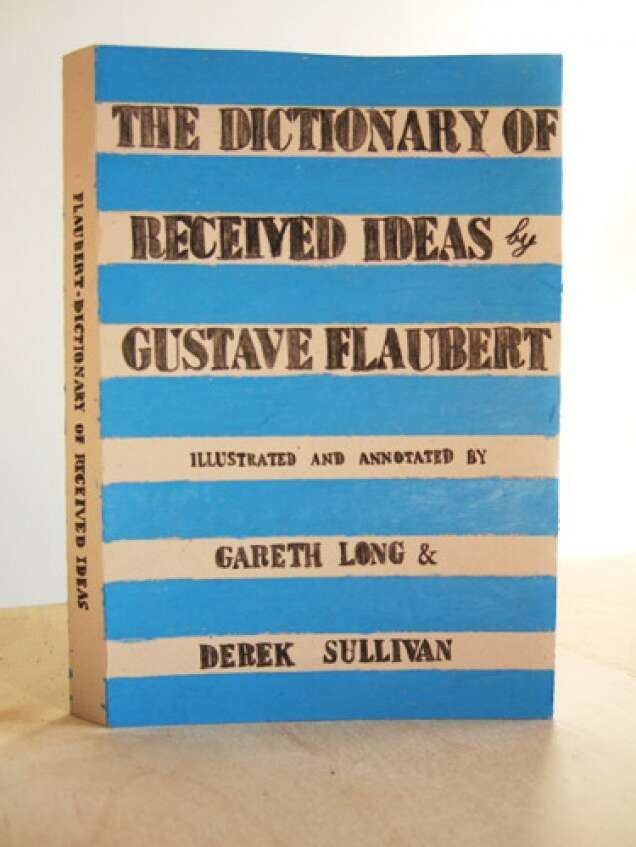 THE DICTIONARY OF
RECEIVED IDEAS by
GUSTAVE FLAUBERT
ILLUSTRATED AND ANNOTATED BY
GARETH LONG &
DEREK SULLIVAN
FLAUBERT·DICTIONARY OF RECEIVED IDEAS